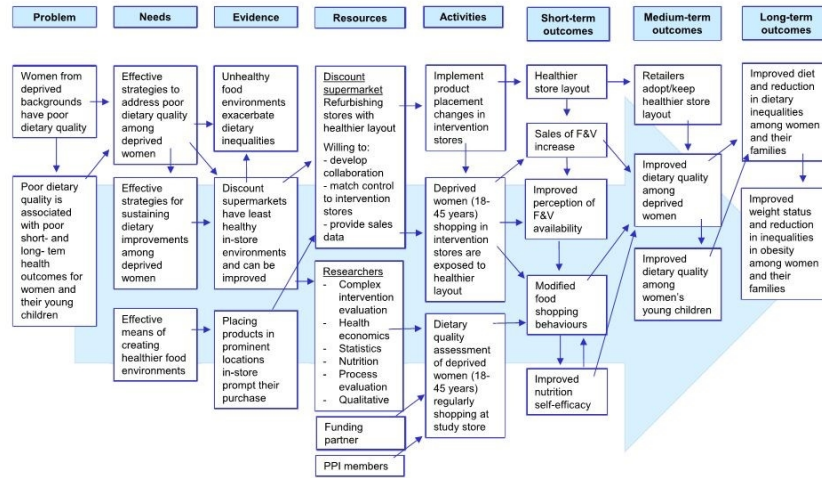 Problem
Needs
Evidence
Resources
Activities
Short-term
outcomes
Medium-term
outcomes
Long-term
outcomes
Women from
deprived
backgrounds
have poor
dietary quality
Poor dietary
quality is
associated
with poor
short- and
long- tem
health
outcomes for
women and
their young
children
Effective
strategies to
address poor
dietary quality
among
deprived
women
Effective
strategies for
sustaining
dietary
improvements
among
deprived
women
Effective
means of
creating
healthier food
environments
Unhealthy
food
environments
exacerbate
dietary
inequalities
Discount
supermarkets
have least
healthy
in-store
environments
and can be
improved
Placing
products in
prominent
locations
in-store
prompt their
purchase
Discount
supermarket
Refurbishing
stores with
healthier layout
Willing to:
- develop
collaboration
- match control
to intervention
stores
- provide sales
data
Researchers
- Complex
intervention
evaluation
- Health
economics
- Statistics
- Nutrition
- Process
evaluation
- Qualitative
Funding
partner
PPI members
Implement
product
placement
changes in
intervention
stores
Deprived
women (18-
45 years)
shopping in
intervention
stores are
exposed to
healthier
layout
Dietary
quality
assessment
of deprived
women (18-
45 years)
regularly
shopping at
study store
Healthier
store layout
Sales of F&V
increase
Improved
perception of
F&V
availability
Modified
food
shopping
behaviours
Improved
nutrition
self-efficacy
Retailers
adopt/keep
healthier store
layout
Improved
dietary quality
among
deprived
women
Improved
dietary quality
among
women's
young children
Improved diet
and reduction
in dietary
inequalities
among women
and their
families
Improved
weight status
and reduction
in inequalities
in obesity
among women
and their
families